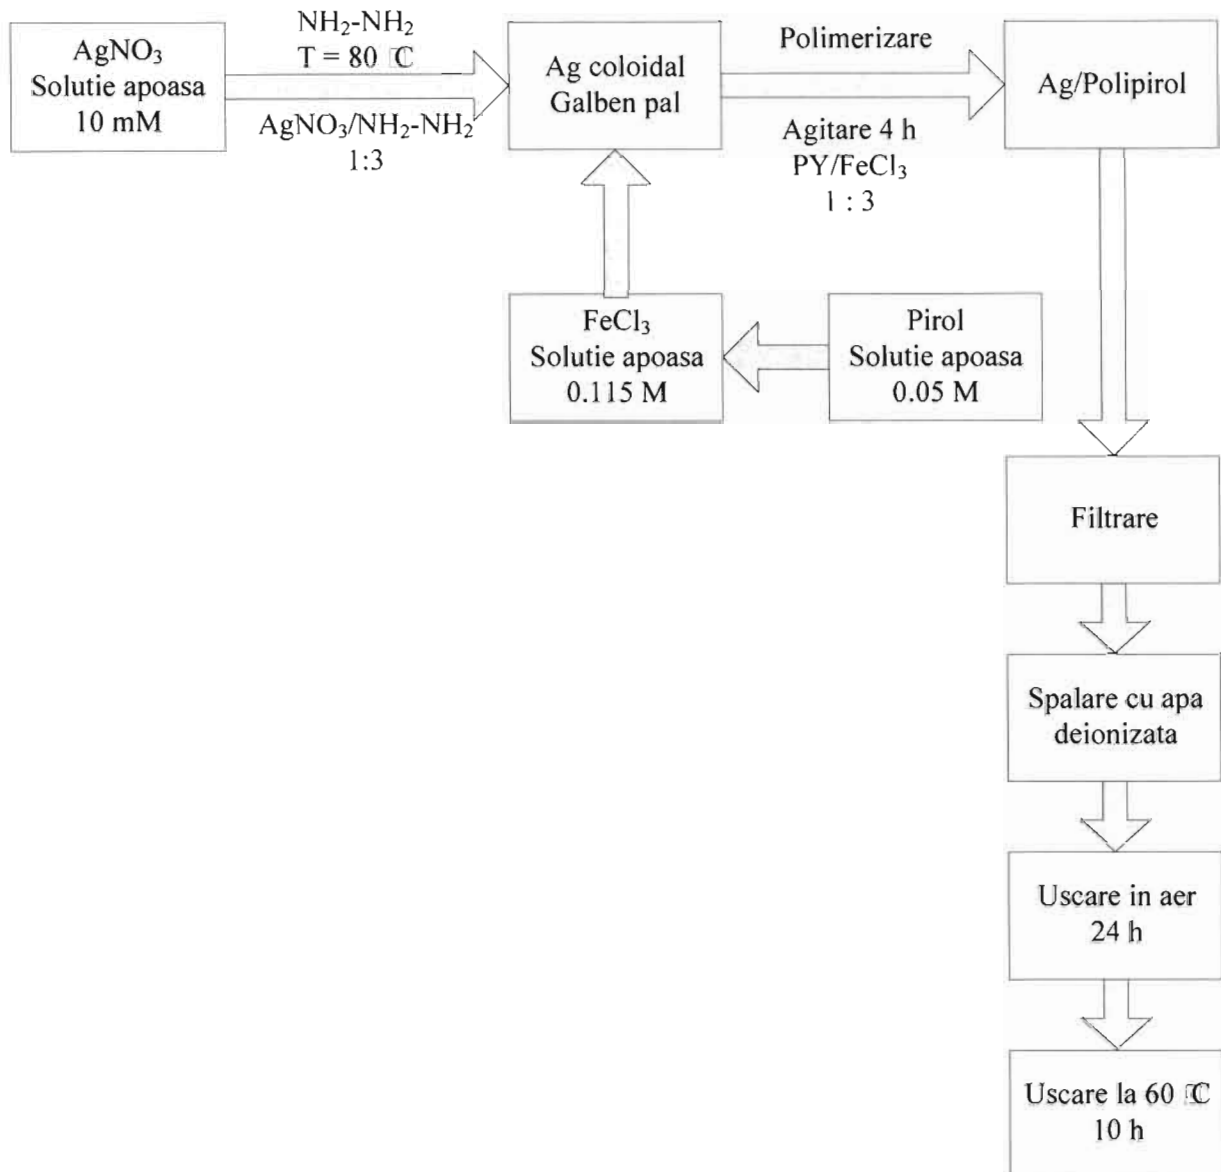 AgNO₃
Solutie apoasa
10 mM
NH₂-NH₂
T = 80 °C
AgNO₃/NH₂-NH₂
1:3
Ag coloidal
Galben pal
Polimerizare
Agitare 4 h
PY/FeCl₃
1 : 3
Ag/Polipirol
FeCl₃
Solutie apoasa
0.115 M
Pirol
Solutie apoasa
0.05 M
Filtrare
Spalare cu apa
deionizata
Uscare in aer
24 h
Uscare la 60 °C
10 h